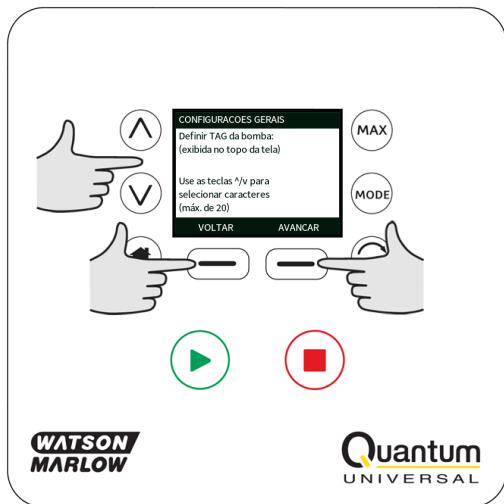 CONFIGURACOES GERAIS
Definir TAG da bomba:
(exibida no topo da tela)
Use as teclas ^/v para
selecionar caracteres
(máx. de 20)
VOLTAR AVANCAR
MAX
MODE
WATSON
MARLOW
Quantum
UNIVERSAL